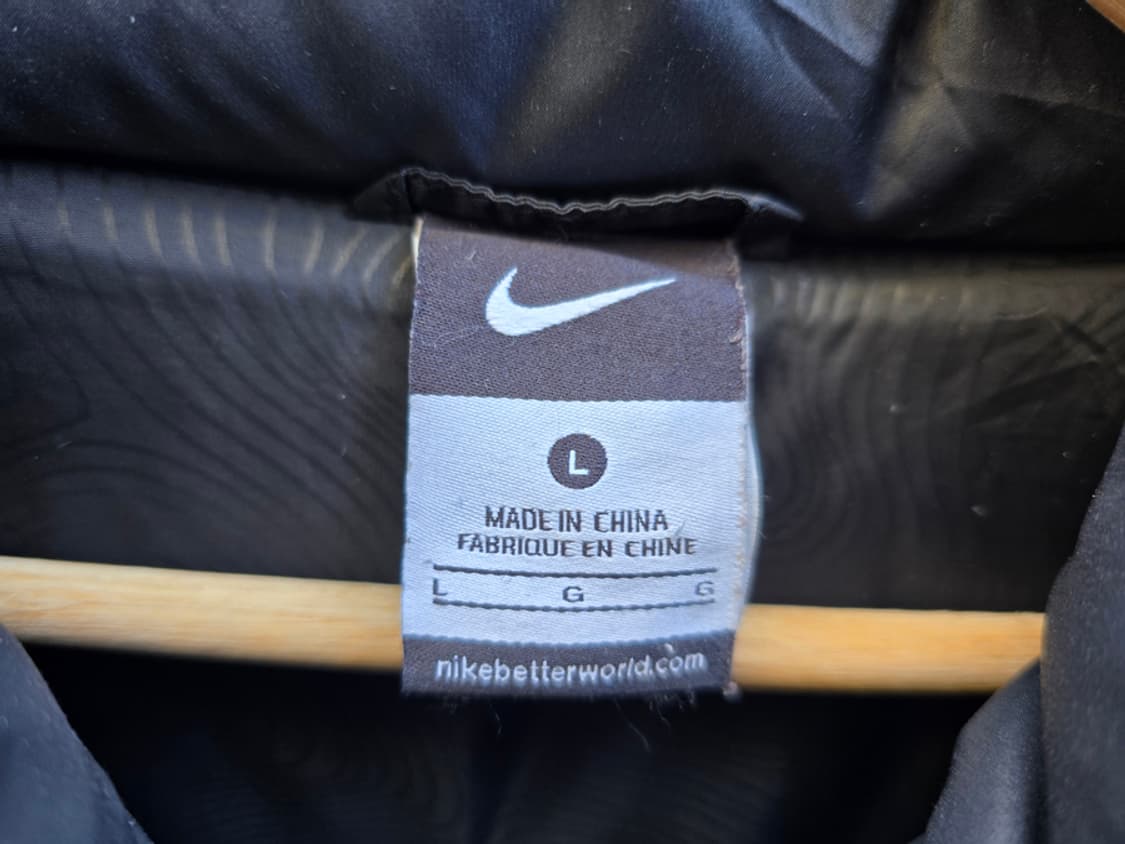 L
MADE IN CHINA
FABRIQUE EN CHINE
L G G
nikebetterworld.com